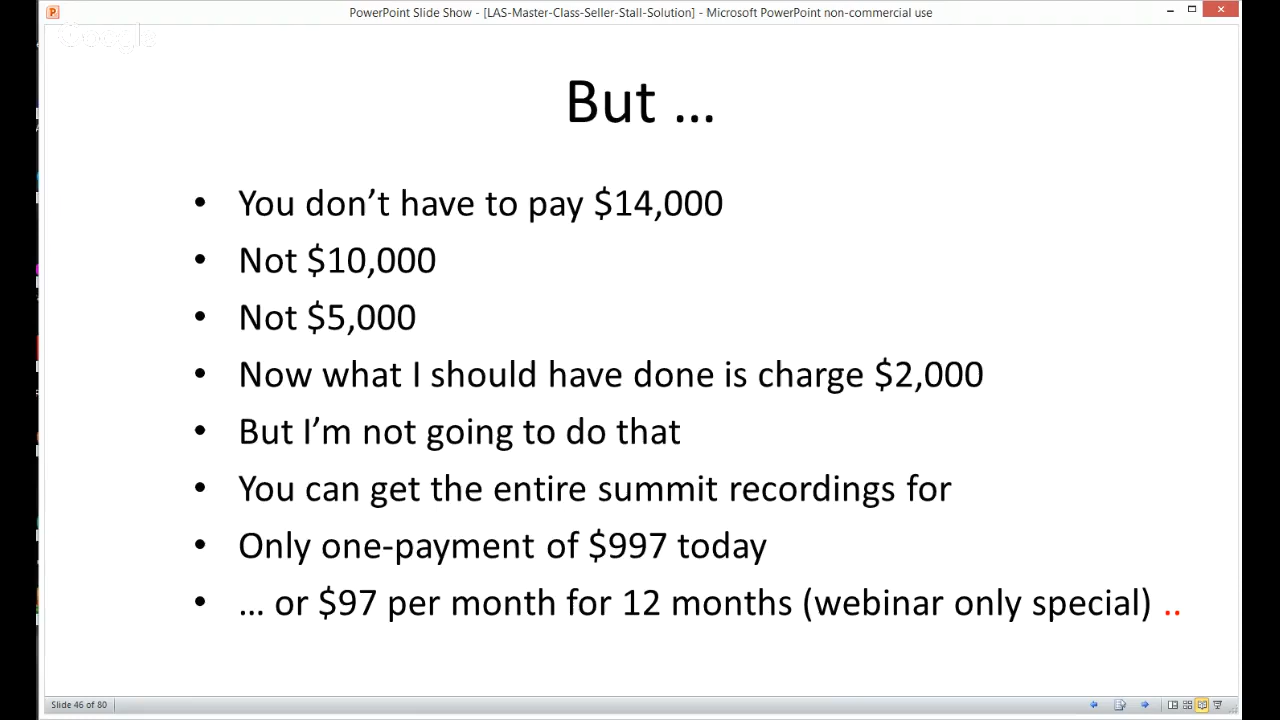 PowerPoint Slide Show - [LAS-Master-Class-Seller-Stall-Solution] - Microsoft PowerPoint non-commercial use
Google
But ...
• You don’t have to pay $14,000
• Not $10,000
• Not $5,000
• Now what I should have done is charge $2,000
• But I’m not going to do that
• You can get the entire summit recordings for
• Only one-payment of $997 today
• ... or $97 per month for 12 months (webinar only special) ..
Slide 46 of 80